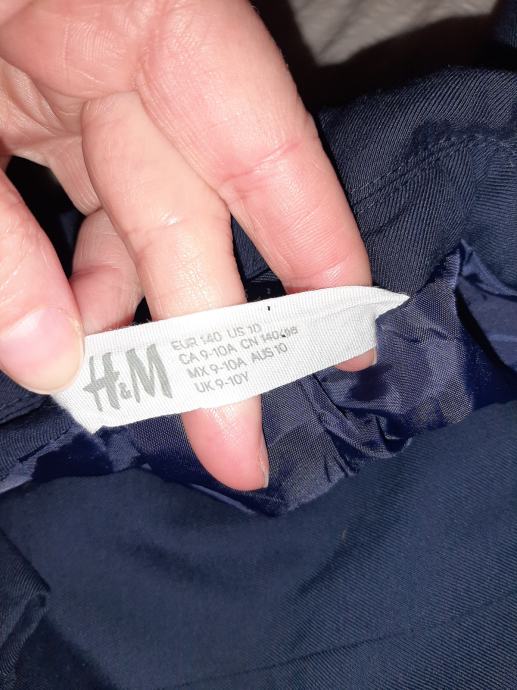 H&M
EUR 140 US 10
CA 9-10A CN 140/68
MX 9-10A AUS 10
UK 9-10Y